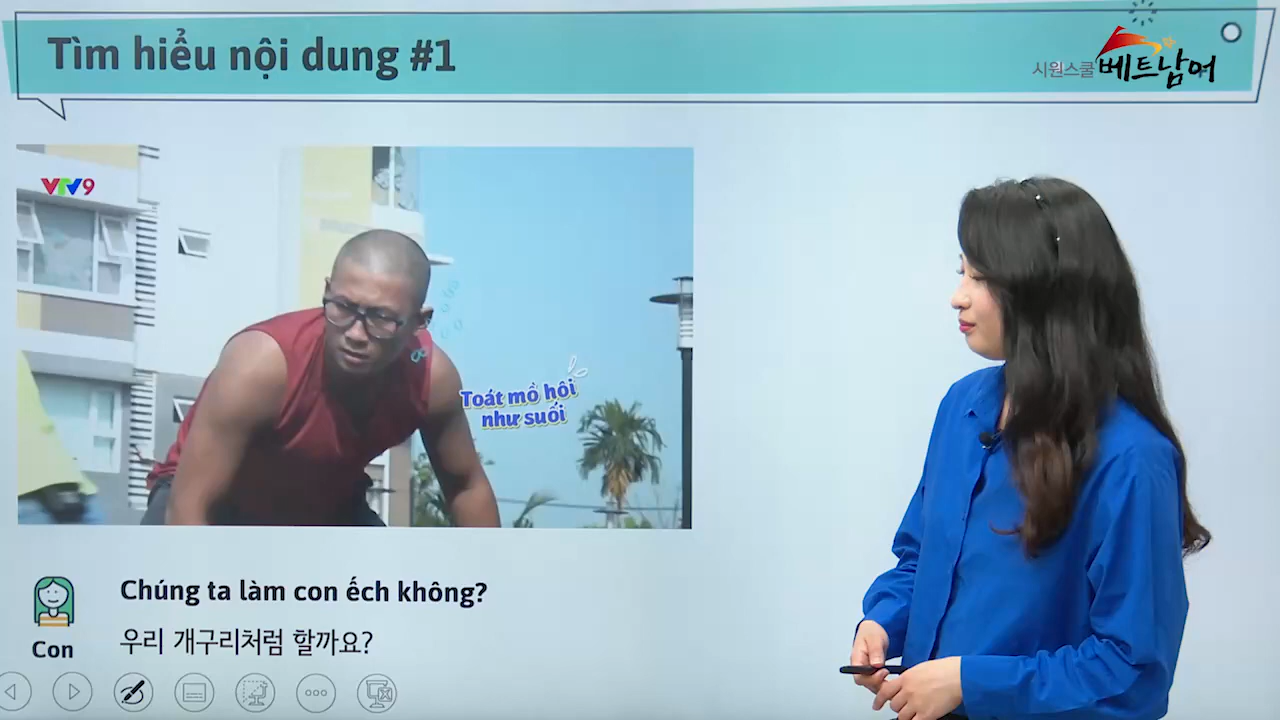 Tìm hiểu nội dung #1
시원스쿨 베트남어
VTV9
Toát mồ hôi
như suối
Chúng ta làm con ếch không?
Con
우리 개구리처럼 할까요?